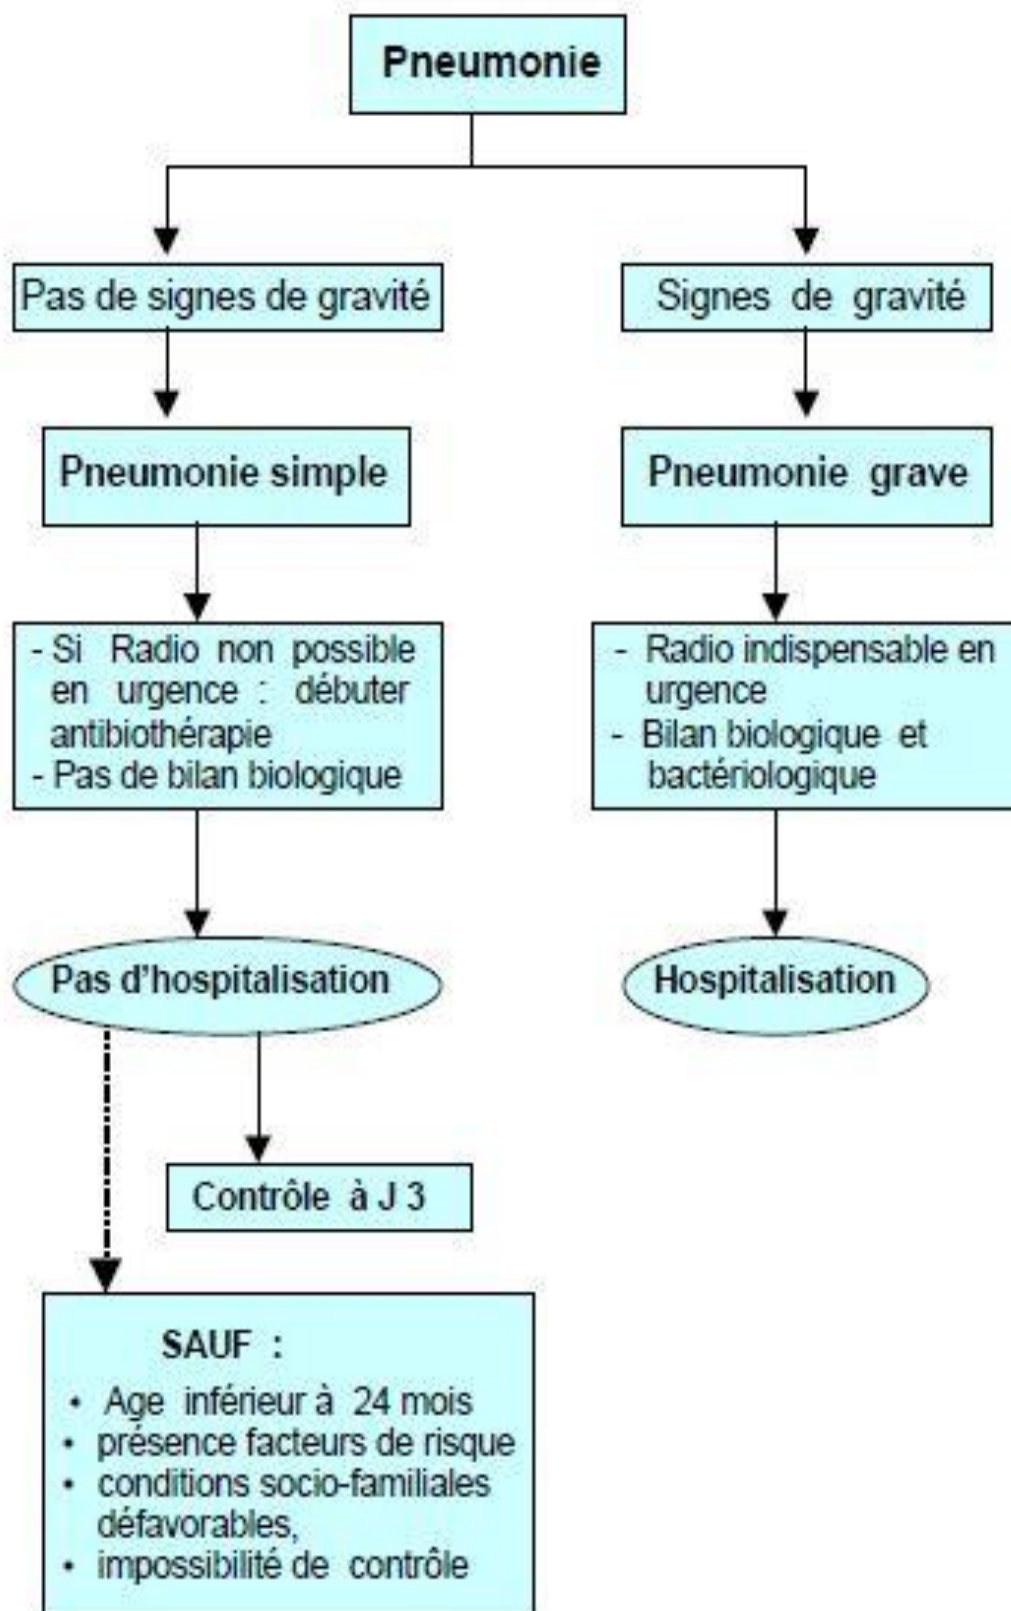 Pneumonie
Pas de signes de gravité
Signes de gravité
Pneumonie simple
Pneumonie grave
- Si Radio non possible
en urgence : débuter
antibiothérapie
- Pas de bilan biologique
- Radio indispensable en
urgence
- Bilan biologique et
bactériologique
Pas d'hospitalisation
Hospitalisation
Contrôle à J 3
SAUF :
• Age inférieur à 24 mois
• présence facteurs de risque
• conditions socio-familiales
défavorables,
• impossibilité de contrôle